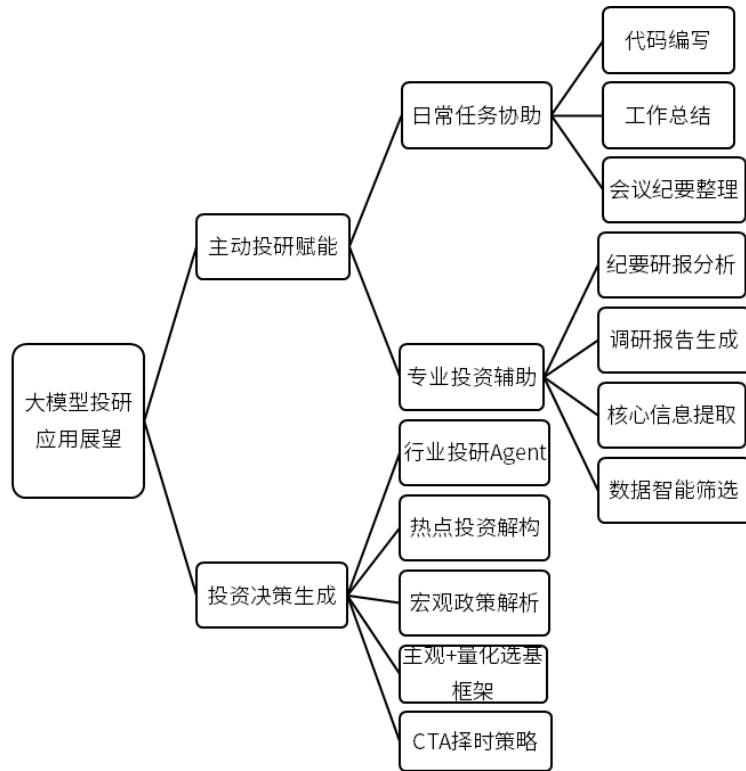 大模型投研
应用展望
主动投研赋能
日常任务协助
代码编写
工作总结
会议纪要整理
专业投资辅助
纪要研报分析
调研报告生成
核心信息提取
数据智能筛选
投资决策生成
行业投研Agent
热点投资解构
宏观政策解析
主观+量化选基
框架
CTA择时策略